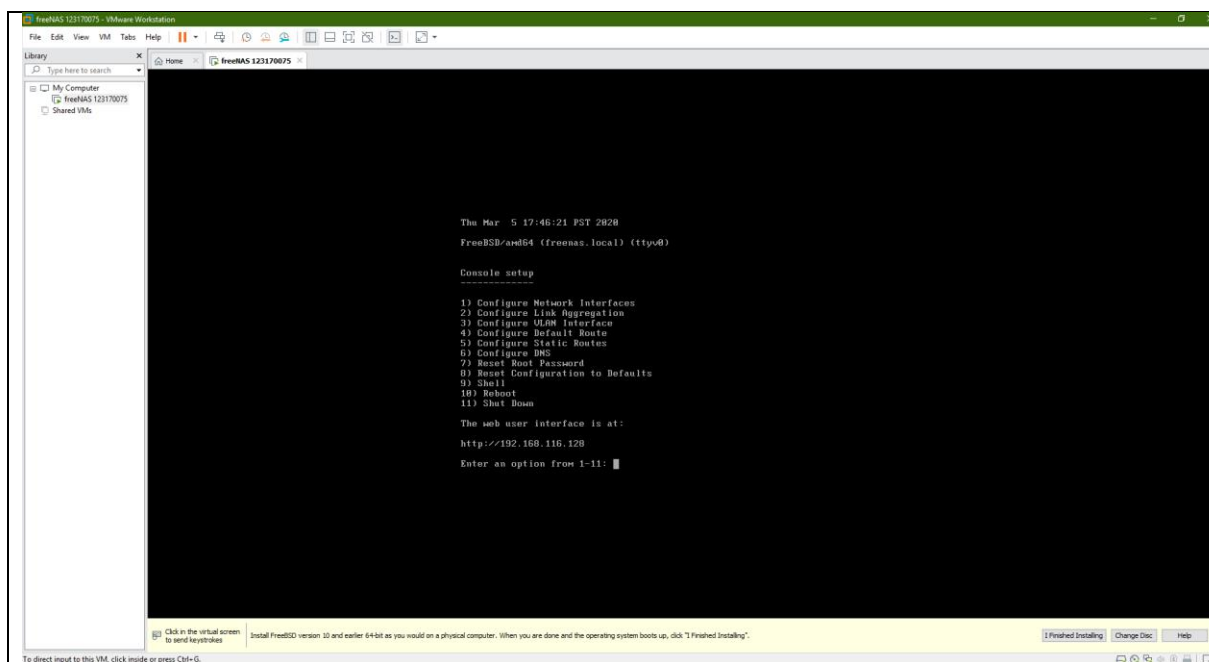 freeNAS 123170075 - VMware Workstation
File Edit View VM Tabs Help
Library
Type here to search
My Computer
freeNAS 123170075
Shared VMs
Home
freeNAS 123170075
Thu Mar 5 17:46:21 PST 2020
FreeBSD/amd64 (freenas.local) (ttyv0)
Console setup
-------------
1) Configure Network Interfaces
2) Configure Link Aggregation
3) Configure VLAN Interface
4) Configure Default Route
5) Configure Static Routes
6) Configure DNS
7) Reset Root Password
8) Reset Configuration to Defaults
9) Shell
10) Reboot
11) Shut Down
The web user interface is at:
http://192.168.116.128
Enter an option from 1-11:
Click in the virtual screen
to send keystrokes
Install FreeBSD version 10 and earlier 64-bit as you would on a physical computer. When you are done and the operating system boots up, click "I Finished Installing".
I Finished Installing
Change Disc
Help
To direct input to this VM, click inside or press Ctrl+G.